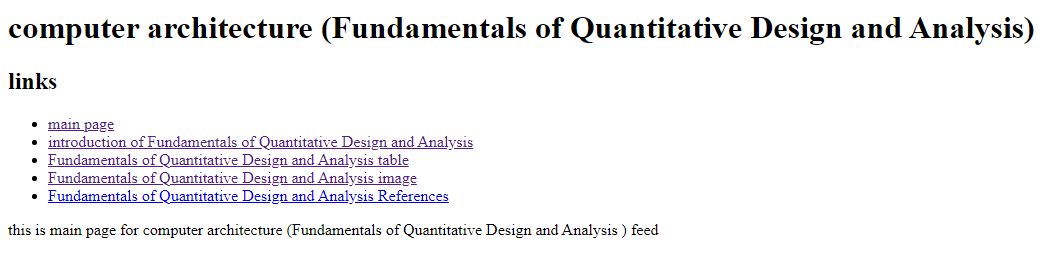 computer architecture (Fundamentals of Quantitative Design and Analysis)
links
main page
introduction of Fundamentals of Quantitative Design and Analysis
Fundamentals of Quantitative Design and Analysis table
Fundamentals of Quantitative Design and Analysis image
Fundamentals of Quantitative Design and Analysis References
this is main page for computer architecture (Fundamentals of Quantitative Design and Analysis ) feed